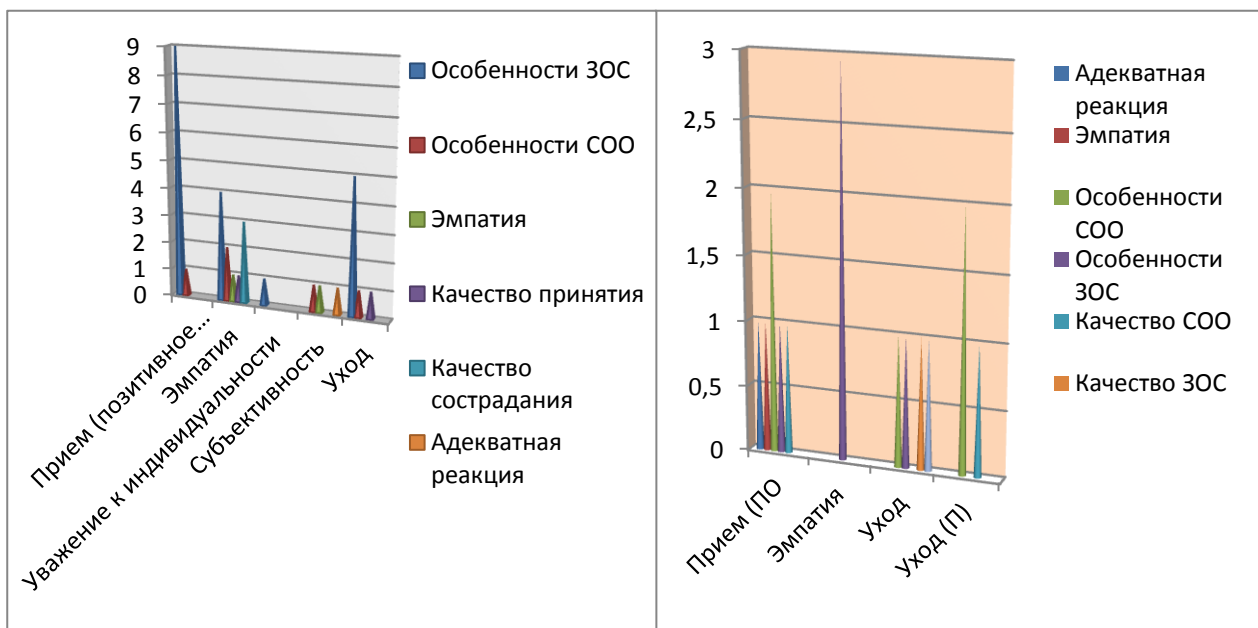 9
8
7
6
5
4
3
2
1
0
Прием (позитивное...
Эмпатия
Уважение к индивидуальности
Субъективность
Уход
Особенности ЗОС
Особенности СОО
Эмпатия
Качество принятия
Качество
сострадания
Адекватная
реакция
3
2,5
2
1,5
1
0,5
0
Прием (ПО
Эмпатия
Уход
Уход (П)
Адекватная
реакция
Эмпатия
Особенности
СОО
Особенности
ЗОС
Качество СОО
Качество ЗОС